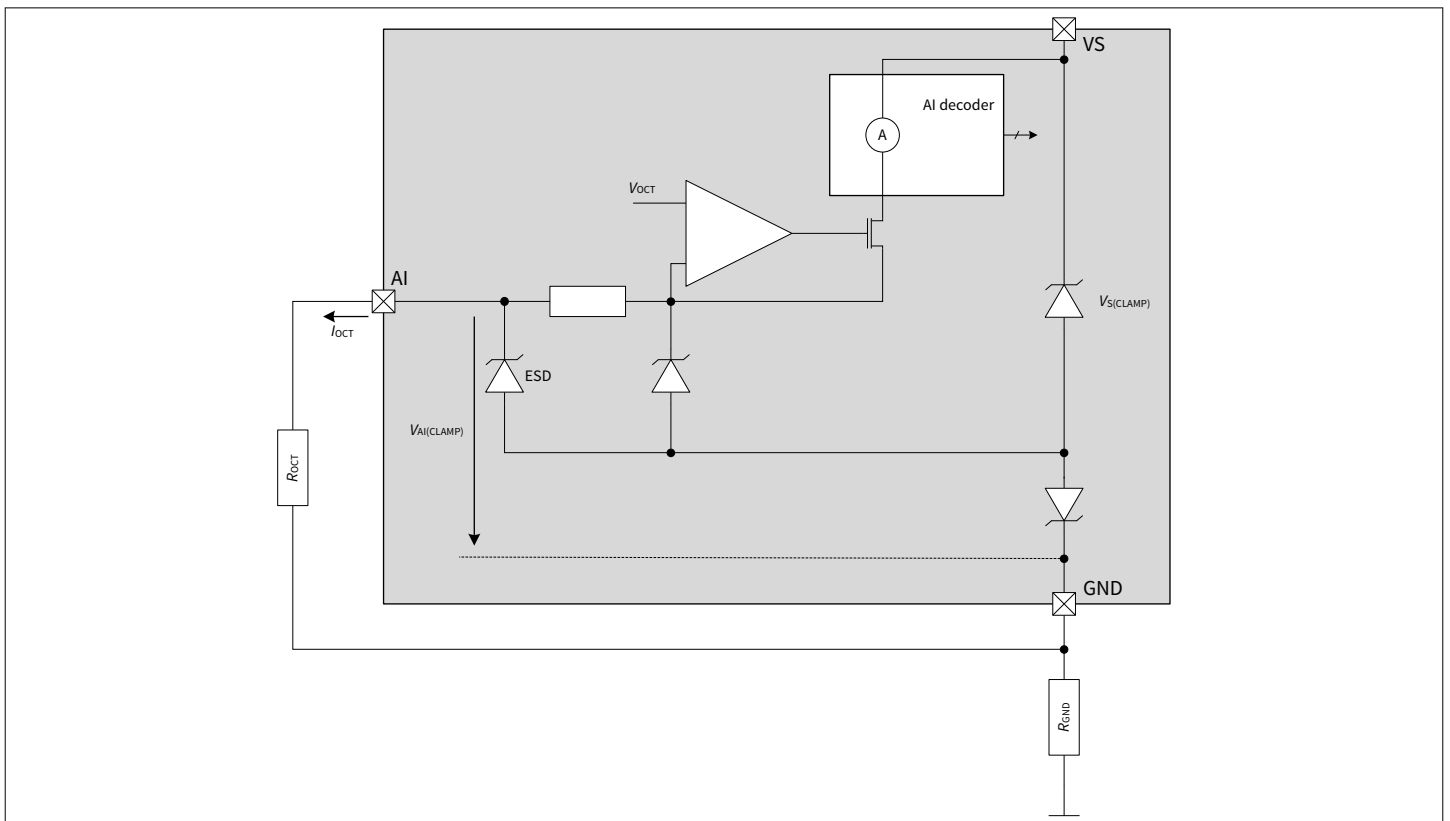 VS
AI decoder
A
VOCT
AI
VS(CLAMP)
IOCT
ESD
VAI(CLAMP)
ROCT
GND
RGND